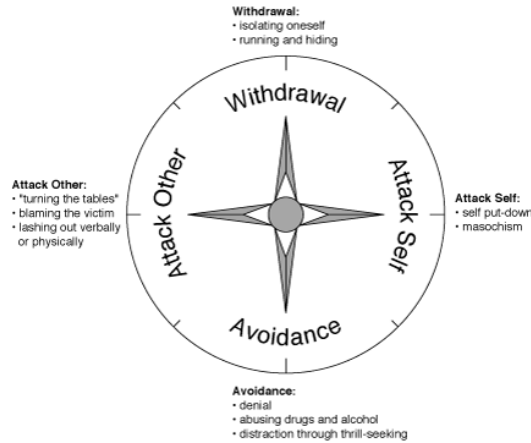 Withdrawal:
• isolating oneself
• running and hiding
Withdrawal
Attack Other:
• "turning the tables"
• blaming the victim
• lashing out verbally
or physically
Attack Other
Attack Self
Attack Self:
• self put-down
• masochism
Avoidance
Avoidance:
• denial
• abusing drugs and alcohol
• distraction through thrill-seeking